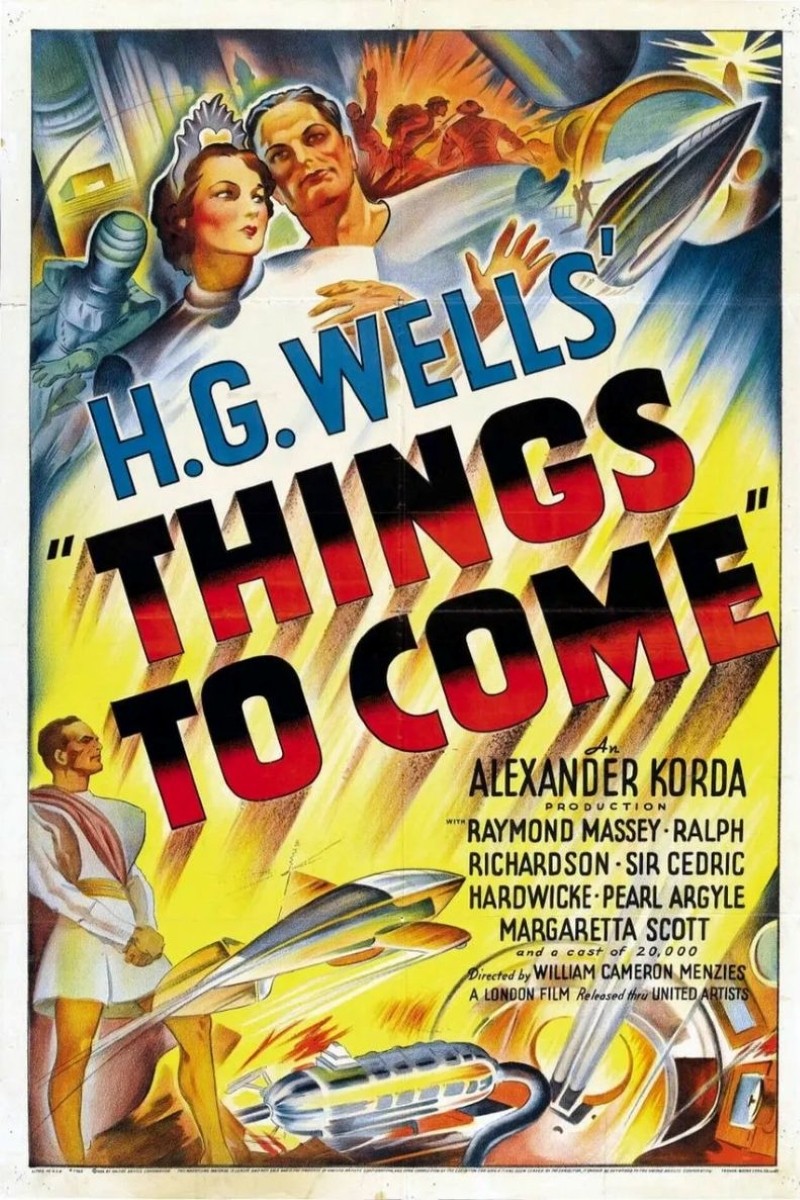 H.G. WELLS'
"THINGS
TO COME"
An
ALEXANDER KORDA
PRODUCTION
WITH RAYMOND MASSEY · RALPH
RICHARDSON · SIR CEDRIC
HARDWICKE · PEARL ARGYLE
MARGARETTA SCOTT
and a cast of 20,000
Directed by WILLIAM CAMERON MENZIES
A LONDON FILM Released thru UNITED ARTISTS